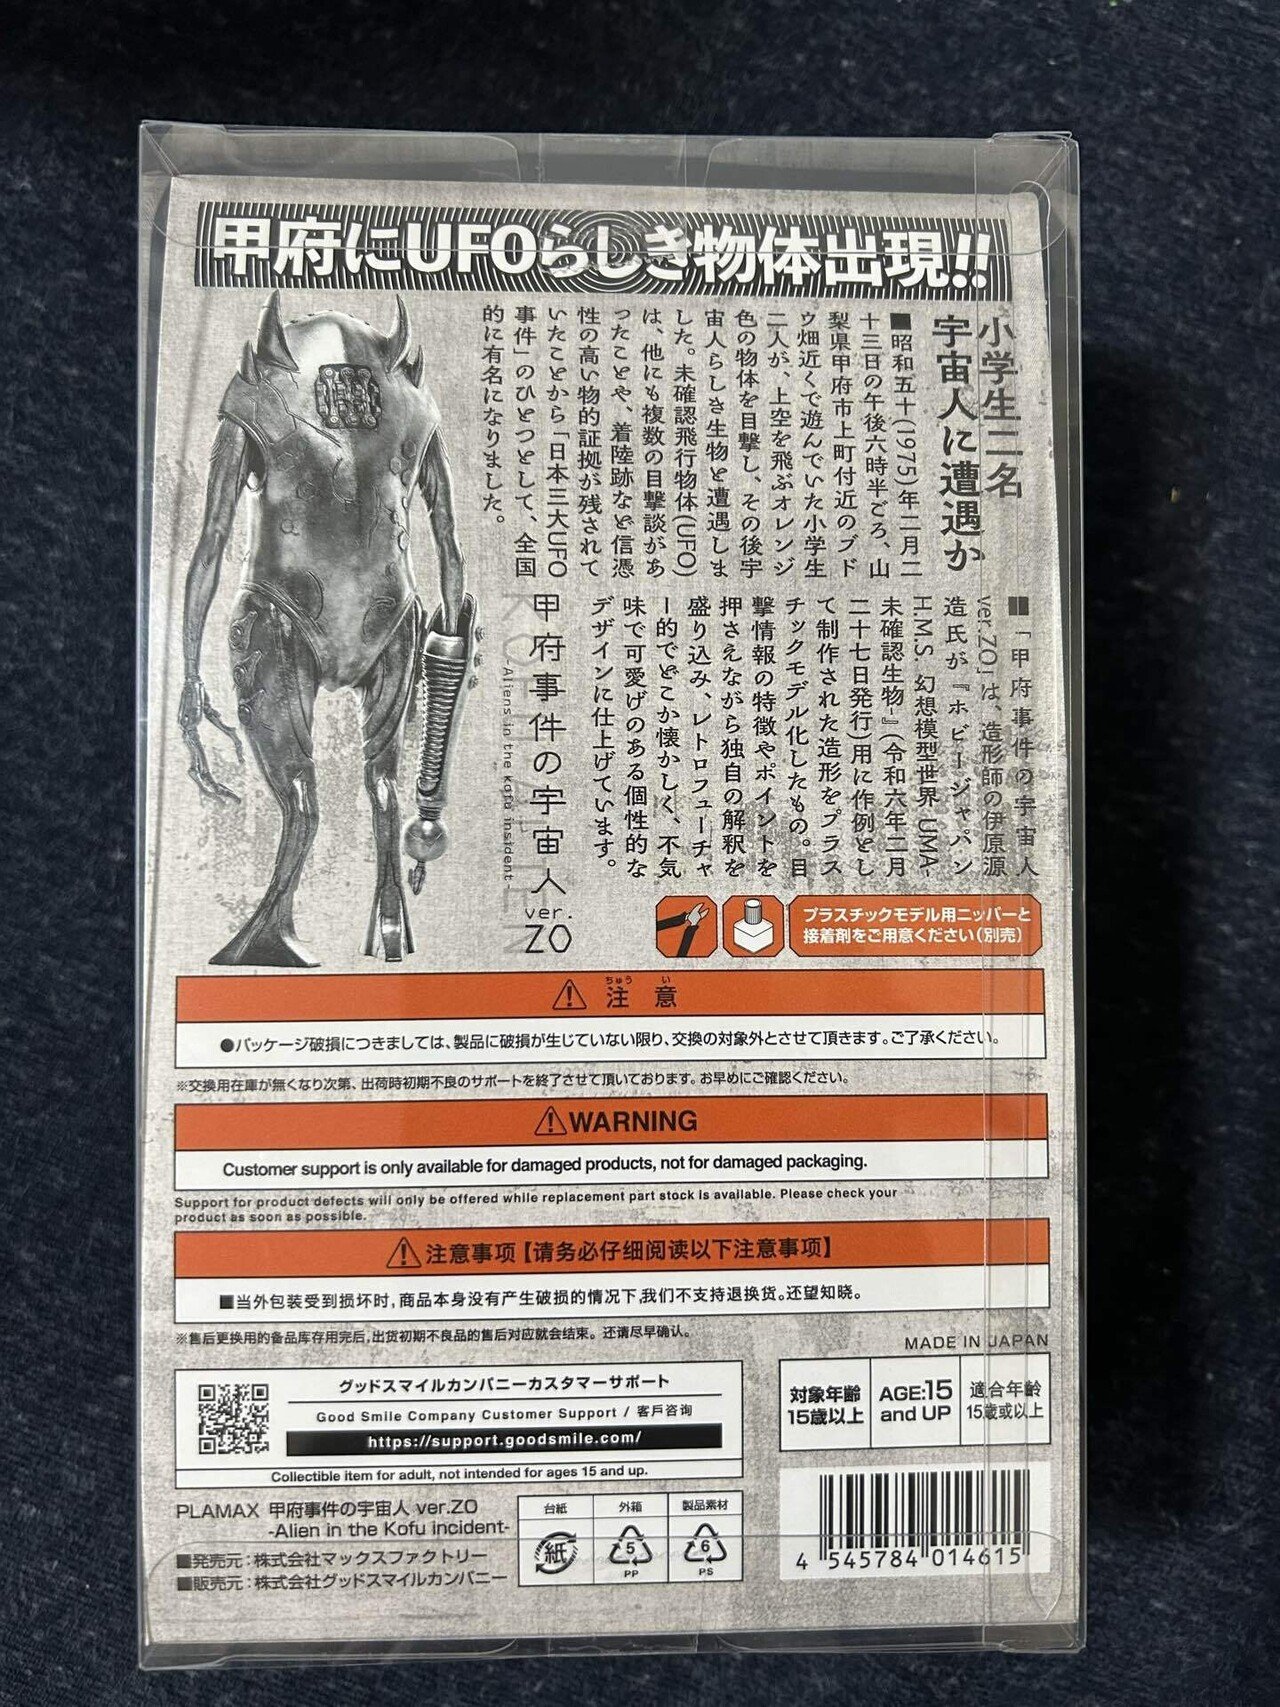 甲府にUFOらしき物体出現!!
小学生二名
宇宙人に遭遇か
■昭和五十(1975)年二月二
十三日の午後六時半ごろ、山
梨県甲府市上町付近のブド
ウ畑近くで遊んでいた小学生
二人が、上空を飛ぶオレンジ
色の物体を目撃し、その後宇
宙人らしき生物と遭遇しま
した。未確認飛行物体(UFO)
は、他にも複数の目撃談があ
ったことや、着陸跡など信憑
性の高い物的証拠が残されて
いたことから「日本三大UFO
事件」のひとつとして、全国
的に有名になりました。
■「甲府事件の宇宙人
ver.ZO」は、造形師の伊原源
造氏が『ホビージャパン
H.M.S. 幻想模型世界 UMA-
未確認生物-』(令和六年二月
二十七日発行)用に作例とし
て制作された造形をプラス
チックモデル化したもの。目
撃情報の特徴やポイントを
押さえながら独自の解釈を
盛り込み、レトロフューチャ
ー的でどこか懐かしく、不気
味で可愛げのある個性的な
デザインに仕上げています。
甲府事件の宇宙人
ver.
ZO
-Aliens in the Kofu insident-
プラスチックモデル用ニッパーと
接着剤をご用意ください(別売)
ちゅう い
⚠ 注 意
●パッケージ破損につきましては、製品に破損が生じていない限り、交換の対象外とさせて頂きます。ご了承ください。
※交換用在庫が無くなり次第、出荷時初期不良のサポートを終了させて頂いております。お早めにご確認ください。
⚠WARNING
Customer support is only available for damaged products, not for damaged packaging.
Support for product defects will only be offered while replacement part stock is available. Please check your
product as soon as possible.
⚠注意事项【请务必仔细阅读以下注意事项】
■当外包装受到损坏时,商品本身没有产生破损的情况下,我们不支持退换货。还望知晓。
※售后更换用的备品库存用完后,出货初期不良品的售后对应就会结束。还请尽早确认。
MADE IN JAPAN
グッドスマイルカンパニーカスタマーサポート
Good Smile Company Customer Support / 客戶咨询
https://support.goodsmile.com/
Collectible item for adult, not intended for ages 15 and up.
対象年齢
15歳以上
AGE:15
and UP
適合年齡
15歲或以上
PLAMAX 甲府事件の宇宙人 ver.ZO
-Alien in the Kofu incident-
■発売元:株式会社マックスファクトリー
■販売元:株式会社グッドスマイルカンパニー
台紙
紙
外箱
5
PP
製品素材
6
PS
4 545784 014615